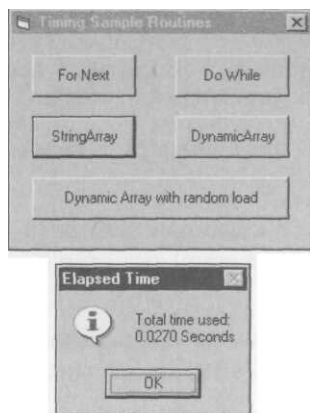 Timing Sample Routines
For Next
Do While
StringArray
DynamicArray
Dynamic Array with random load
Elapsed Time
Total time used:
0.0270 Seconds
OK